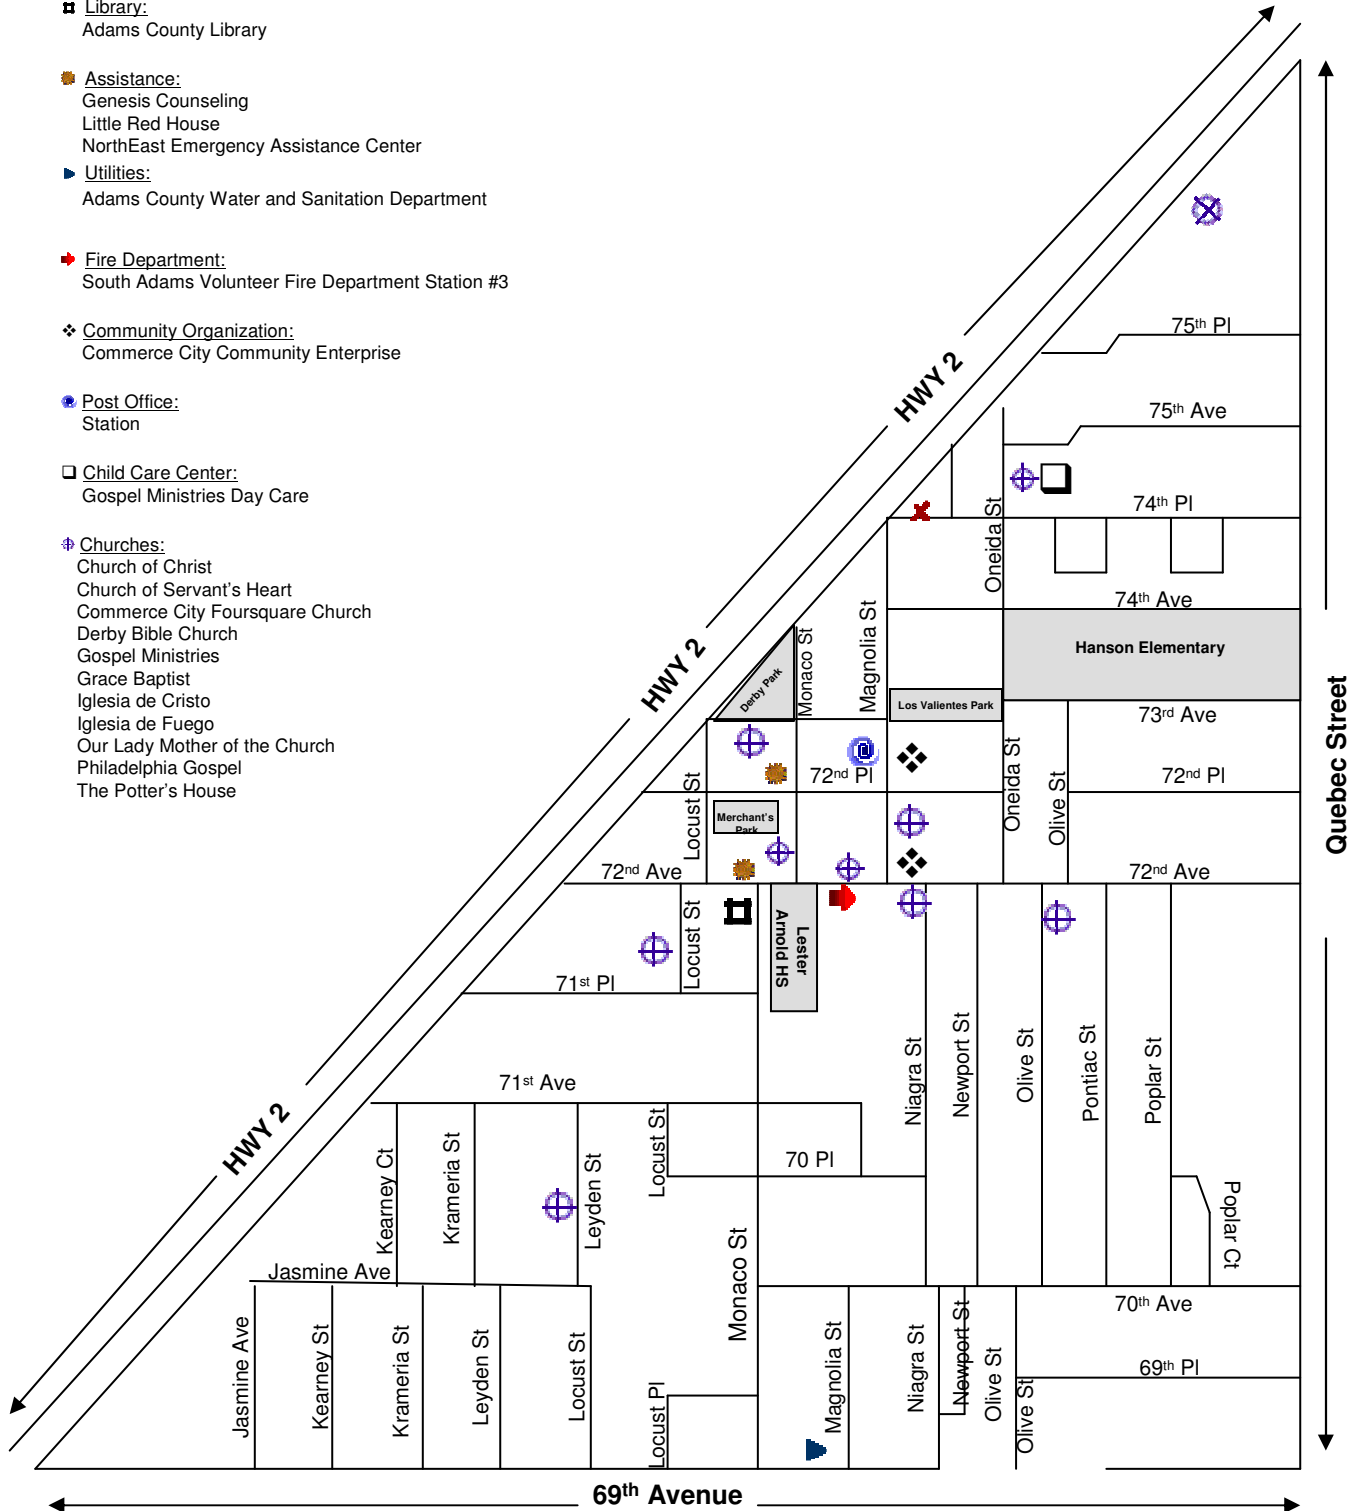 Library:
Adams County Library
Assistance:
Genesis Counseling
Little Red House
NorthEast Emergency Assistance Center
Utilities:
Adams County Water and Sanitation Department
Fire Department:
South Adams Volunteer Fire Department Station #3
Community Organization:
Commerce City Community Enterprise
Post Office:
Station
Child Care Center:
Gospel Ministries Day Care
Churches:
Church of Christ
Church of Servant's Heart
Commerce City Foursquare Church
Derby Bible Church
Gospel Ministries
Grace Baptist
Iglesia de Cristo
Iglesia de Fuego
Our Lady Mother of the Church
Philadelphia Gospel
The Potter's House
75th Pl
HWY 2
75th Ave
74th Pl
Oneida St
74th Ave
Hanson Elementary
HWY 2
Derby Park
Monaco St
Magnolia St
Los Valientes Park
73rd Ave
Quebec Street
72nd Pl
72nd Pl
Locust St
Oneida St
Olive St
Merchant's
Park
72nd Ave
72nd Ave
Locust St
Lester
Arnold HS
71st Pl
Niagra St
Newport St
Olive St
Pontiac St
Poplar St
71st Ave
HWY 2
Kearney Ct
Krameria St
Leyden St
Locust St
70 Pl
Poplar Ct
Monaco St
Jasmine Ave
70th Ave
Jasmine Ave
Kearney St
Krameria St
Leyden St
Locust St
Locust Pl
Magnolia St
Niagra St
Newport St
Olive St
Olive St
69th Pl
69th Avenue